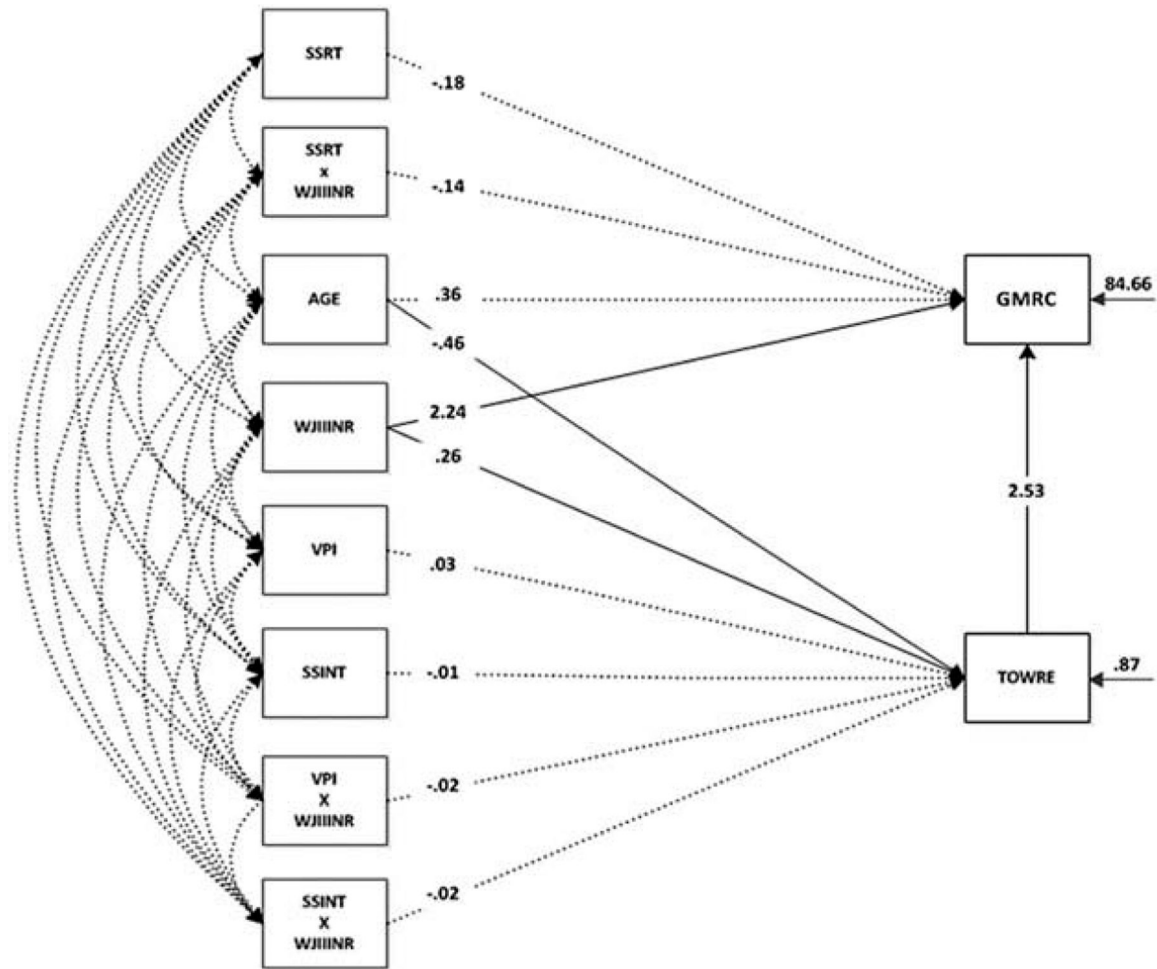 SSRT
-.18
SSRT
x
WJIIINR
-.14
AGE
.36
-.46
GMRC
84.66
WJIIINR
2.24
.26
2.53
VPI
.03
SSINT
-.01
TOWRE
.87
VPI
X
WJIIINR
-.02
SSINT
X
WJIIINR
-.02